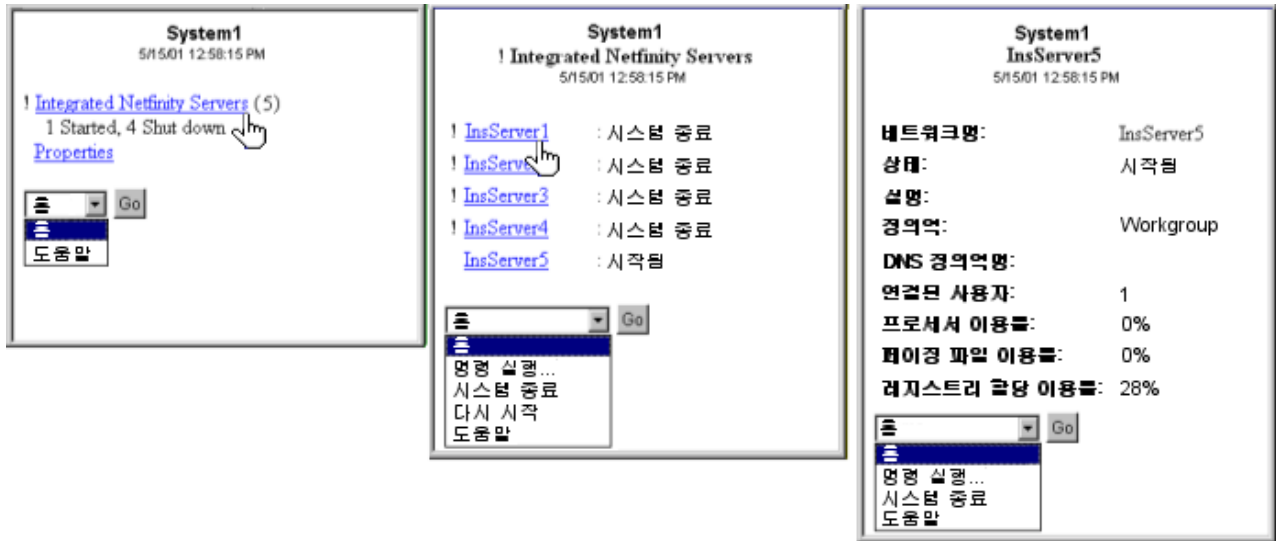 System1
5/15/01 12:58:15 PM
! Integrated Netfinity Servers (5)
1 Started, 4 Shut down
Properties
홈
Go
홈
도움말
System1
! Integrated Netfinity Servers
5/15/01 12:58:15 PM
! InsServer1 : 시스템 종료
! InsServe : 시스템 종료
! InsServer3 : 시스템 종료
! InsServer4 : 시스템 종료
InsServer5 : 시작됨
홈
Go
홈
명령 실행...
시스템 종료
다시 시작
도움말
System1
InsServer5
5/15/01 12:58:15 PM
네트워크명: InsServer5
상태: 시작됨
설명:
정의역: Workgroup
DNS 정의역명:
연결된 사용자: 1
프로세서 이용률: 0%
페이징 파일 이용률: 0%
레지스트리 할당 이용률: 28%
홈
Go
홈
명령 실행...
시스템 종료
도움말